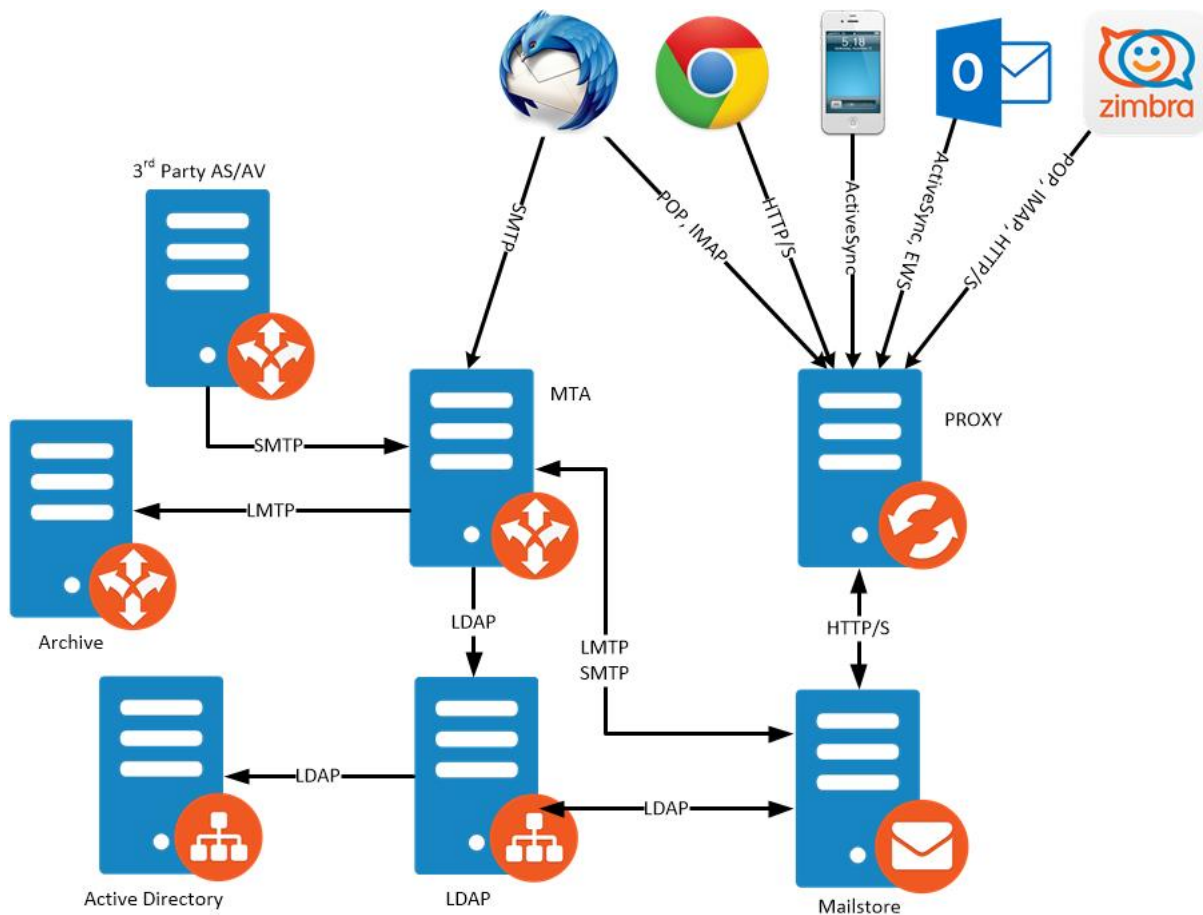 5:18
O
zimbra
3rd Party AS/AV
SMTP
POP, IMAP
HTTP/S
ActiveSync
ActiveSync, EWS
POP, IMAP, HTTP/S
MTA
PROXY
SMTP
LMTP
Archive
LDAP
LMTP
SMTP
HTTP/S
LDAP
LDAP
Active Directory
LDAP
Mailstore